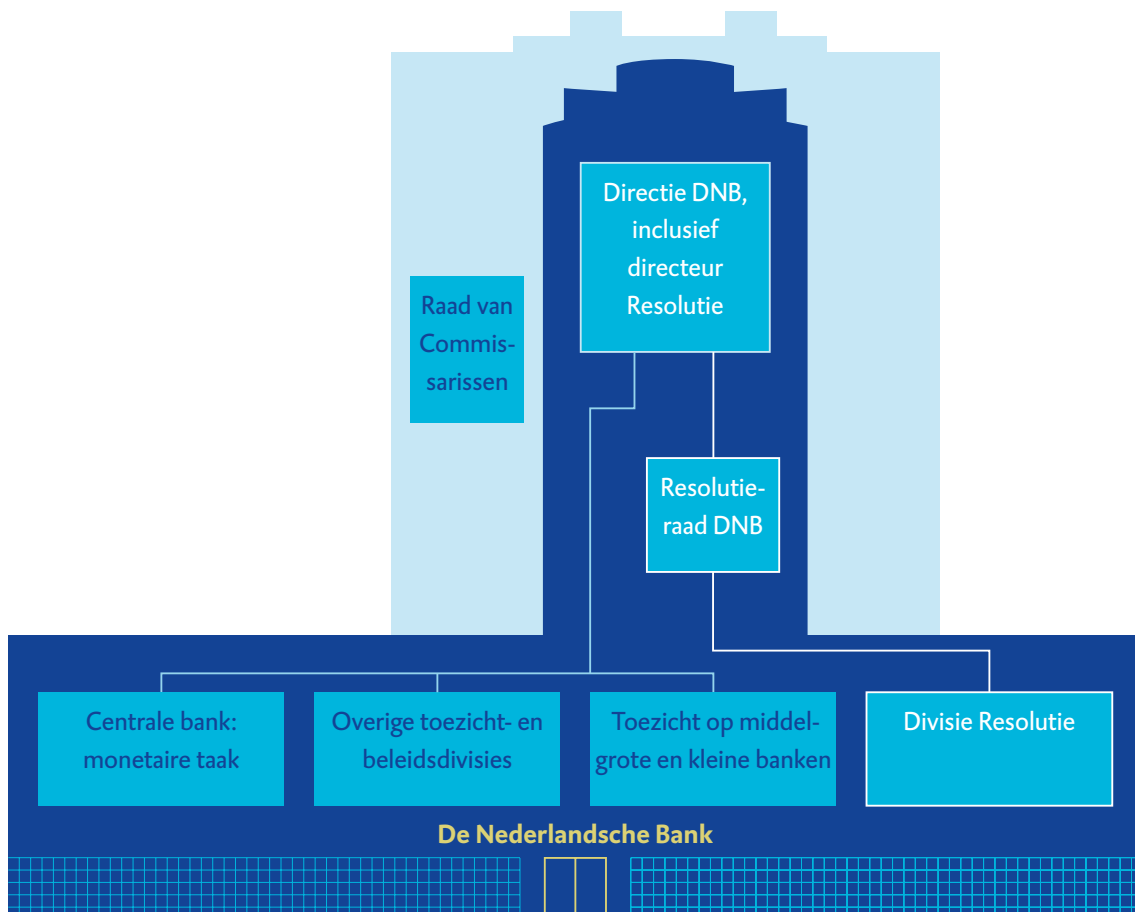 Directie DNB,
inclusief
directeur
Resolutie
Raad van
Commis-
sarissen
Resolutie-
raad DNB
Centrale bank:
monetaire taak
Overige toezicht- en
beleidsdivisies
Toezicht op middel-
grote en kleine banken
Divisie Resolutie
De Nederlandsche Bank